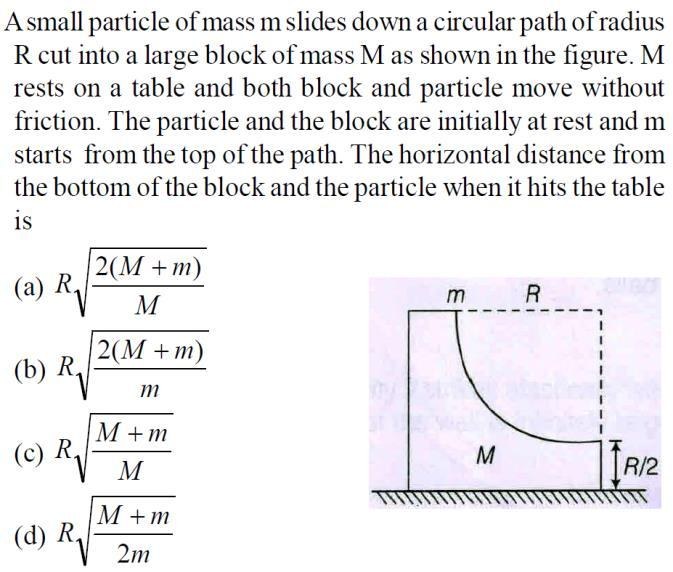 A small particle of mass m slides down a circular path of radius
R cut into a large block of mass M as shown in the figure. M
rests on a table and both block and particle move without
friction. The particle and the block are initially at rest and m
starts from the top of the path. The horizontal distance from
the bottom of the block and the particle when it hits the table
is
(a) R√(2(M + m)/M)
(b) R√(2(M + m)/m)
(c) R√((M + m)/M)
(d) R√((M + m)/2m)
m R
M
R/2